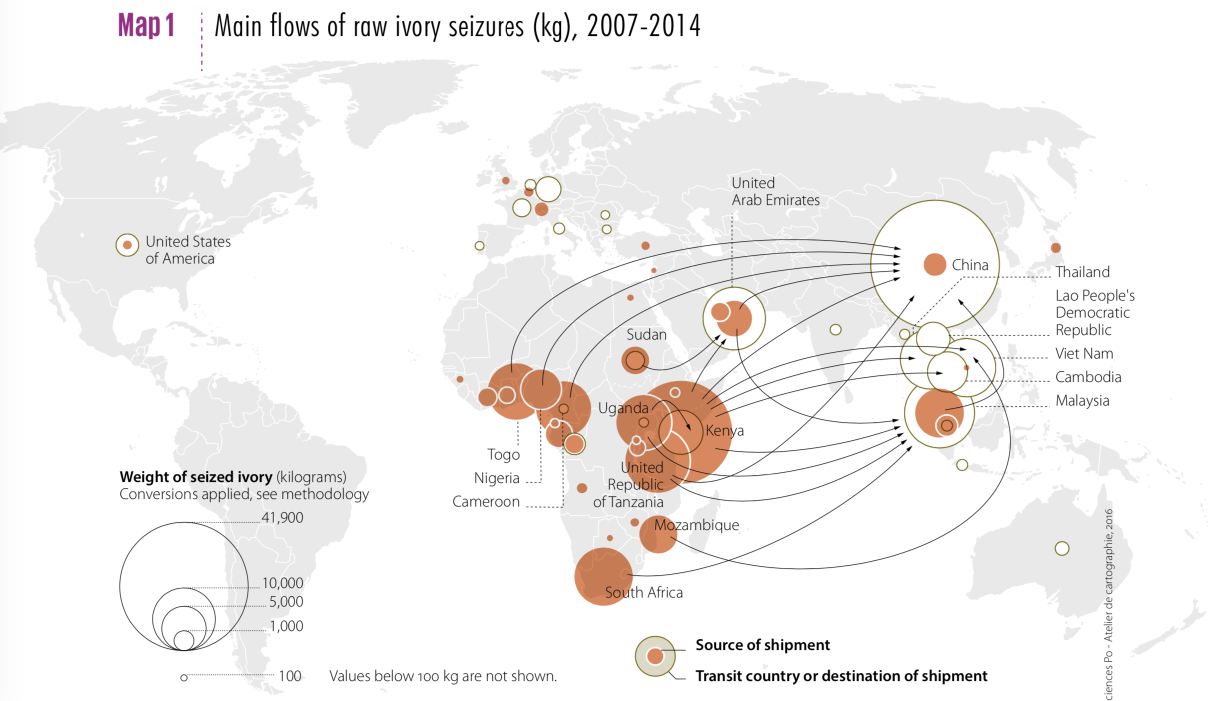 Map 1
Main flows of raw ivory seizures (kg), 2007-2014
United
Arab Emirates
United States
of America
China
Thailand
Lao People's
Democratic
Republic
Viet Nam
Cambodia
Malaysia
Sudan
Uganda
Kenya
Togo
Nigeria
Cameroon
United
Republic
of Tanzania
Mozambique
South Africa
Weight of seized ivory (kilograms)
Conversions applied, see methodology
41,900
10,000
5,000
1,000
100
Values below 100 kg are not shown.
Source of shipment
Transit country or destination of shipment
ciences Po - Atelier de cartographie, 2016